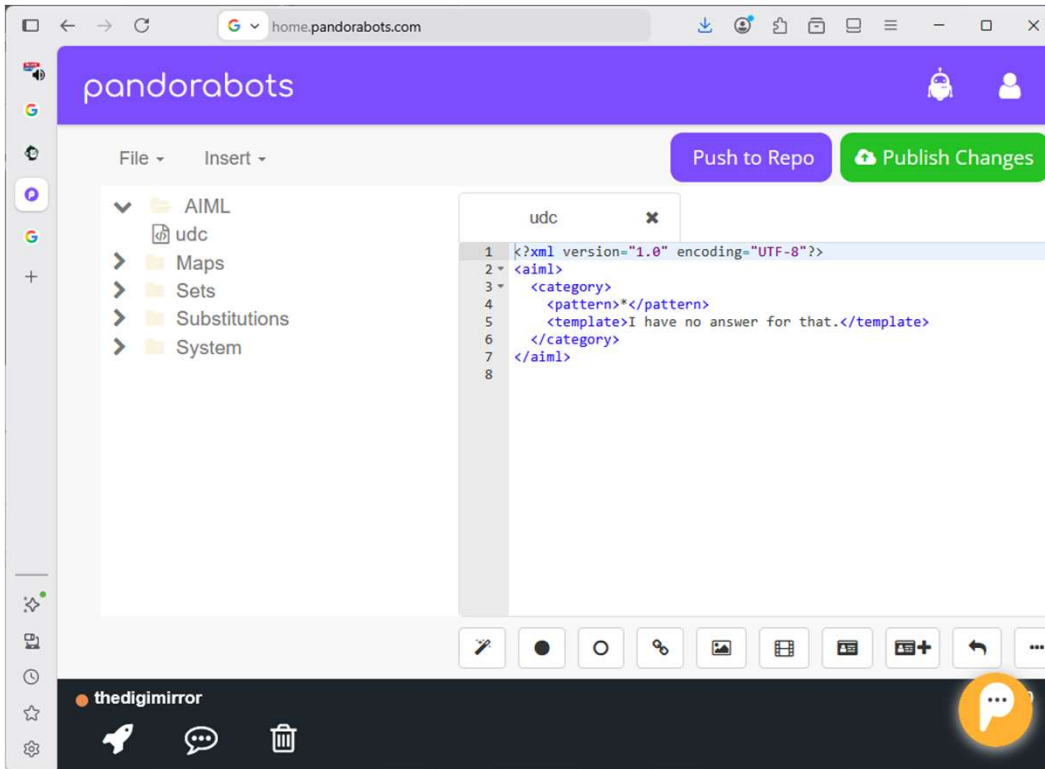 home.pandorabots.com
pandorabots
File
Insert
Push to Repo
Publish Changes
AIML
udc
Maps
Sets
Substitutions
System
udc
1 <?xml version="1.0" encoding="UTF-8"?>
2 <aiml>
3 <category>
4 <pattern>*</pattern>
5 <template>I have no answer for that.</template>
6 </category>
7 </aiml>
8
thedigimirror